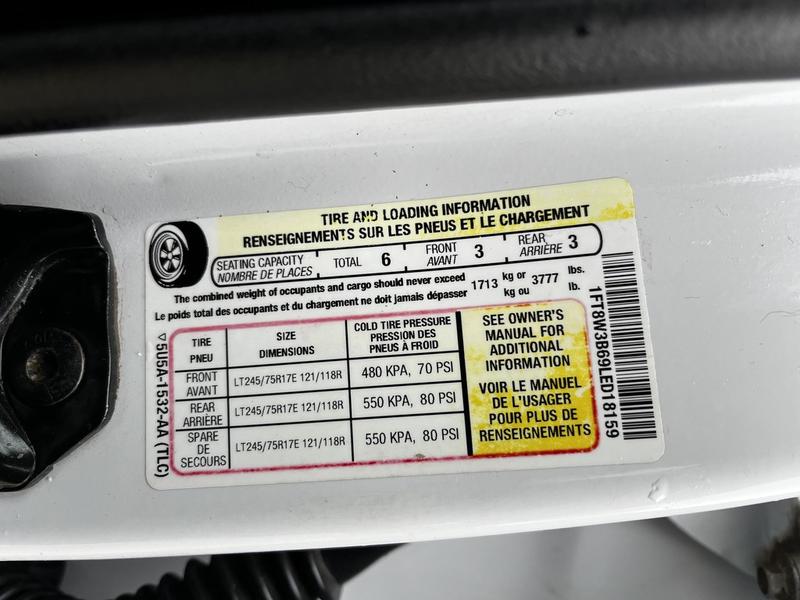 TIRE AND LOADING INFORMATION
RENSEIGNEMENTS SUR LES PNEUS ET LE CHARGEMENT
SEATING CAPACITY
NOMBRE DE PLACES
TOTAL 6
FRONT
AVANT 3
REAR
ARRIÈRE 3
The combined weight of occupants and cargo should never exceed 1713 kg or 3777 lbs.
Le poids total des occupants et du chargement ne doit jamais dépasser kg ou lb.
TIRE
PNEU
SIZE
DIMENSIONS
COLD TIRE PRESSURE
PRESSION DES
PNEUS À FROID
FRONT
AVANT
LT245/75R17E 121/118R
480 KPA, 70 PSI
REAR
ARRIÈRE
LT245/75R17E 121/118R
550 KPA, 80 PSI
SPARE
DE
SECOURS
LT245/75R17E 121/118R
550 KPA, 80 PSI
SEE OWNER'S
MANUAL FOR
ADDITIONAL
INFORMATION
VOIR LE MANUEL
DE L'USAGER
POUR PLUS DE
RENSEIGNEMENTS
▽5U5A-1532-AA (TLC)
1FT8W3B69LED18159